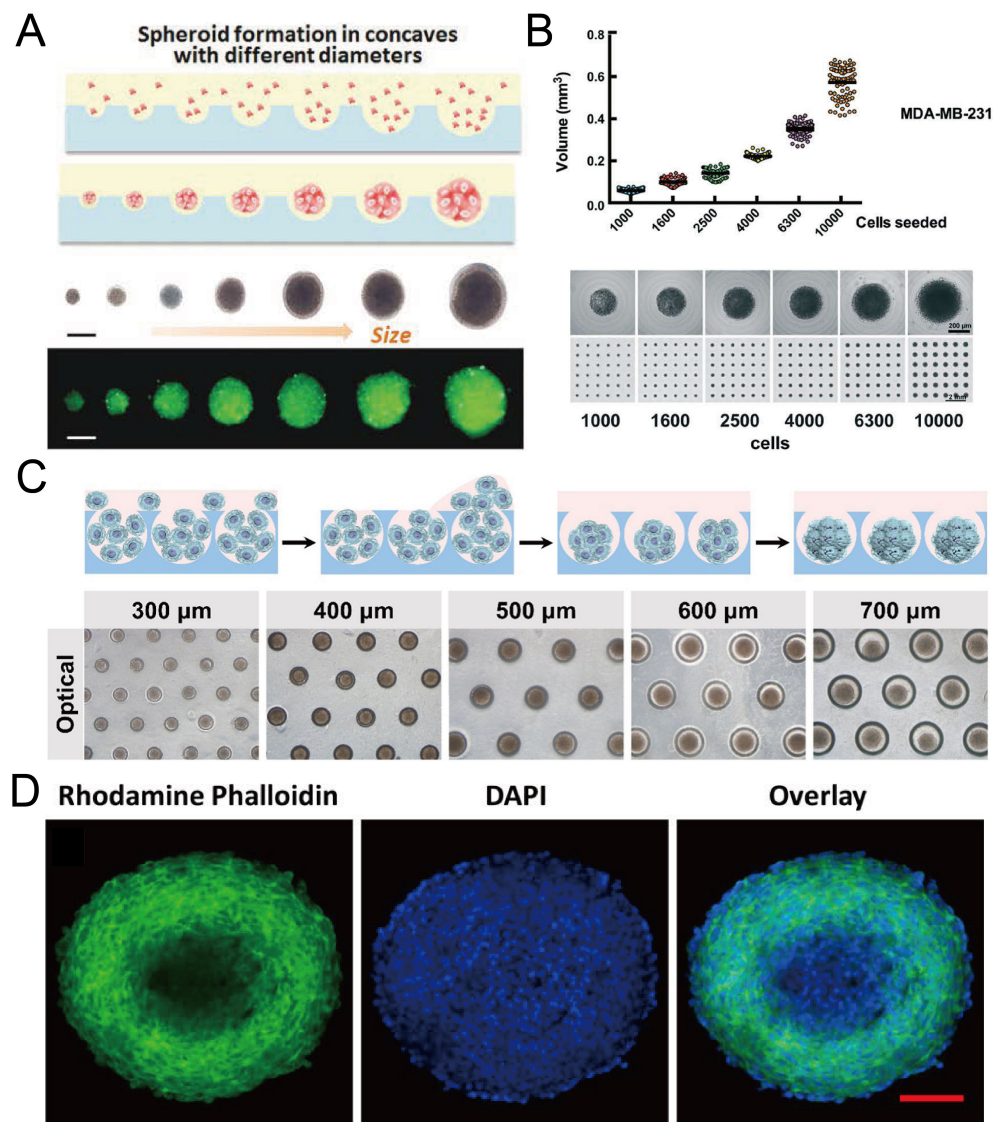 A
Spheroid formation in concaves
with different diameters
Size
B
Volume (mm³)
0.8
0.6
0.4
0.2
0.0
1000
1600
2500
4000
6300
10000
Cells seeded
MDA-MB-231
200 µm
2 mm
1000 1600 2500 4000 6300 10000
cells
C
300 µm 400 µm 500 µm 600 µm 700 µm
Optical
D
Rhodamine Phalloidin DAPI Overlay